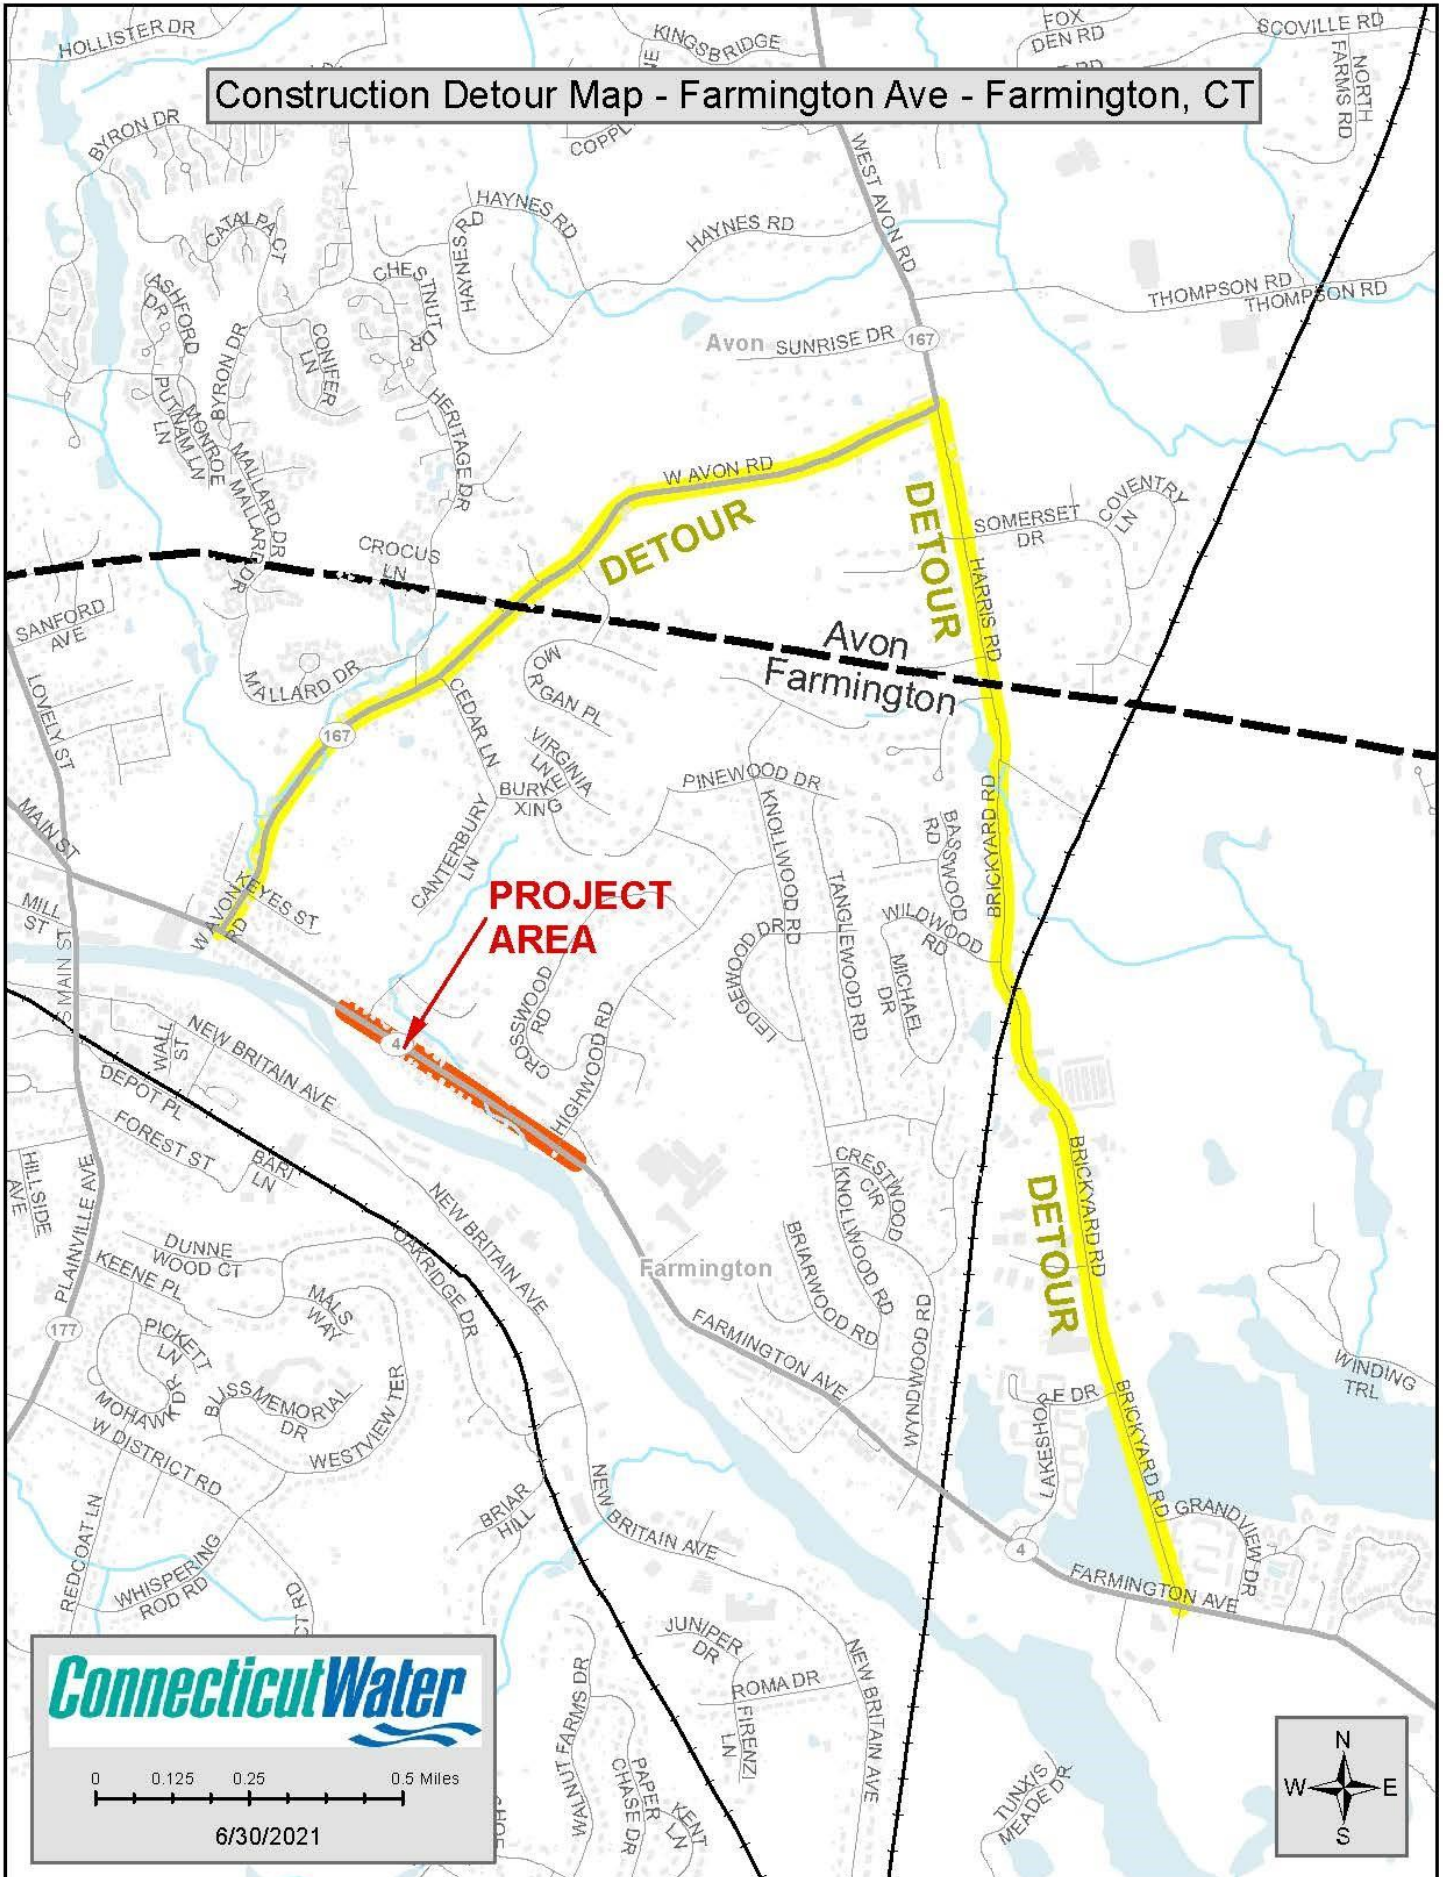 HOLLISTER DR
KINGSBRIDGE
FOX
DEN RD
SCOVILLE RD
NORTH
FARMS RD
Construction Detour Map - Farmington Ave - Farmington, CT
BYRON DR
WEST AVON RD
HAYNES RD
HAYNES RD
HAYNES RD
CATALPA CT
CHESTNUT
DR
ASHFORD
DR
THOMPSON RD
THOMPSON RD
Avon
SUNRISE DR
167
BYRON DR
CONIFER
LN
PUTNAM LN
MONROE
LN
HERITAGE DR
MALLARD DR
MALLARD DR
W AVON RD
DETOUR
DETOUR
SOMERSET
DR
COVENTRY
LN
CROCUS
LN
HARRIS RD
SANFORD
AVE
Avon
Farmington
MALLARD DR
LOVELY ST
MORGAN PL
CEDAR LN
167
VIRGINIA
LN
BURKE
XING
PINEWOOD DR
KNOLLWOOD RD
BASSWOOD
RD
BRICKYARD RD
MAIN ST
CANTERBURY
LN
TANGLEWOOD RD
PROJECT
AREA
KEYES ST
W AVON
RD
MILL
ST
S MAIN ST
LEDGEWOOD DR
WILDWOOD
RD
MICHAEL
DR
CROSSWOOD
RD
HIGHWOOD RD
4
WALL
ST
NEW BRITAIN AVE
DEPOT PL
FOREST ST
BARI
LN
HILLSIDE
AVE
PLAINVILLE AVE
CRESTWOOD
CIR
KNOLLWOOD RD
BRICKYARD RD
DETOUR
NEW BRITAIN AVE
OAKRIDGE DR
DUNNE
WOOD CT
KEENE PL
Farmington
BRIARWOOD RD
MALS
WAY
177
PICKETT
LN
FARMINGTON AVE
WYNDWOOD RD
WINDING
TRL
MOHAWK DR
BLISS MEMORIAL
DR
WESTVIEW TER
W DISTRICT RD
LAKESHORE DR
BRICKYARD RD
REDCOAT LN
BRIAR
HILL
NEW BRITAIN AVE
GRANDVIEW DR
4
WHISPERING
ROD RD
CT RD
FARMINGTON AVE
JUNIPER
DR
ROMA DR
FIRENZI
LN
NEW BRITAIN AVE
WALNUT FARMS DR
PAPER
CHASE DR
KENT
LN
TUNXIS
MEADE DR
ConnecticutWater
0 0.125 0.25 0.5 Miles
6/30/2021
N
W E
S